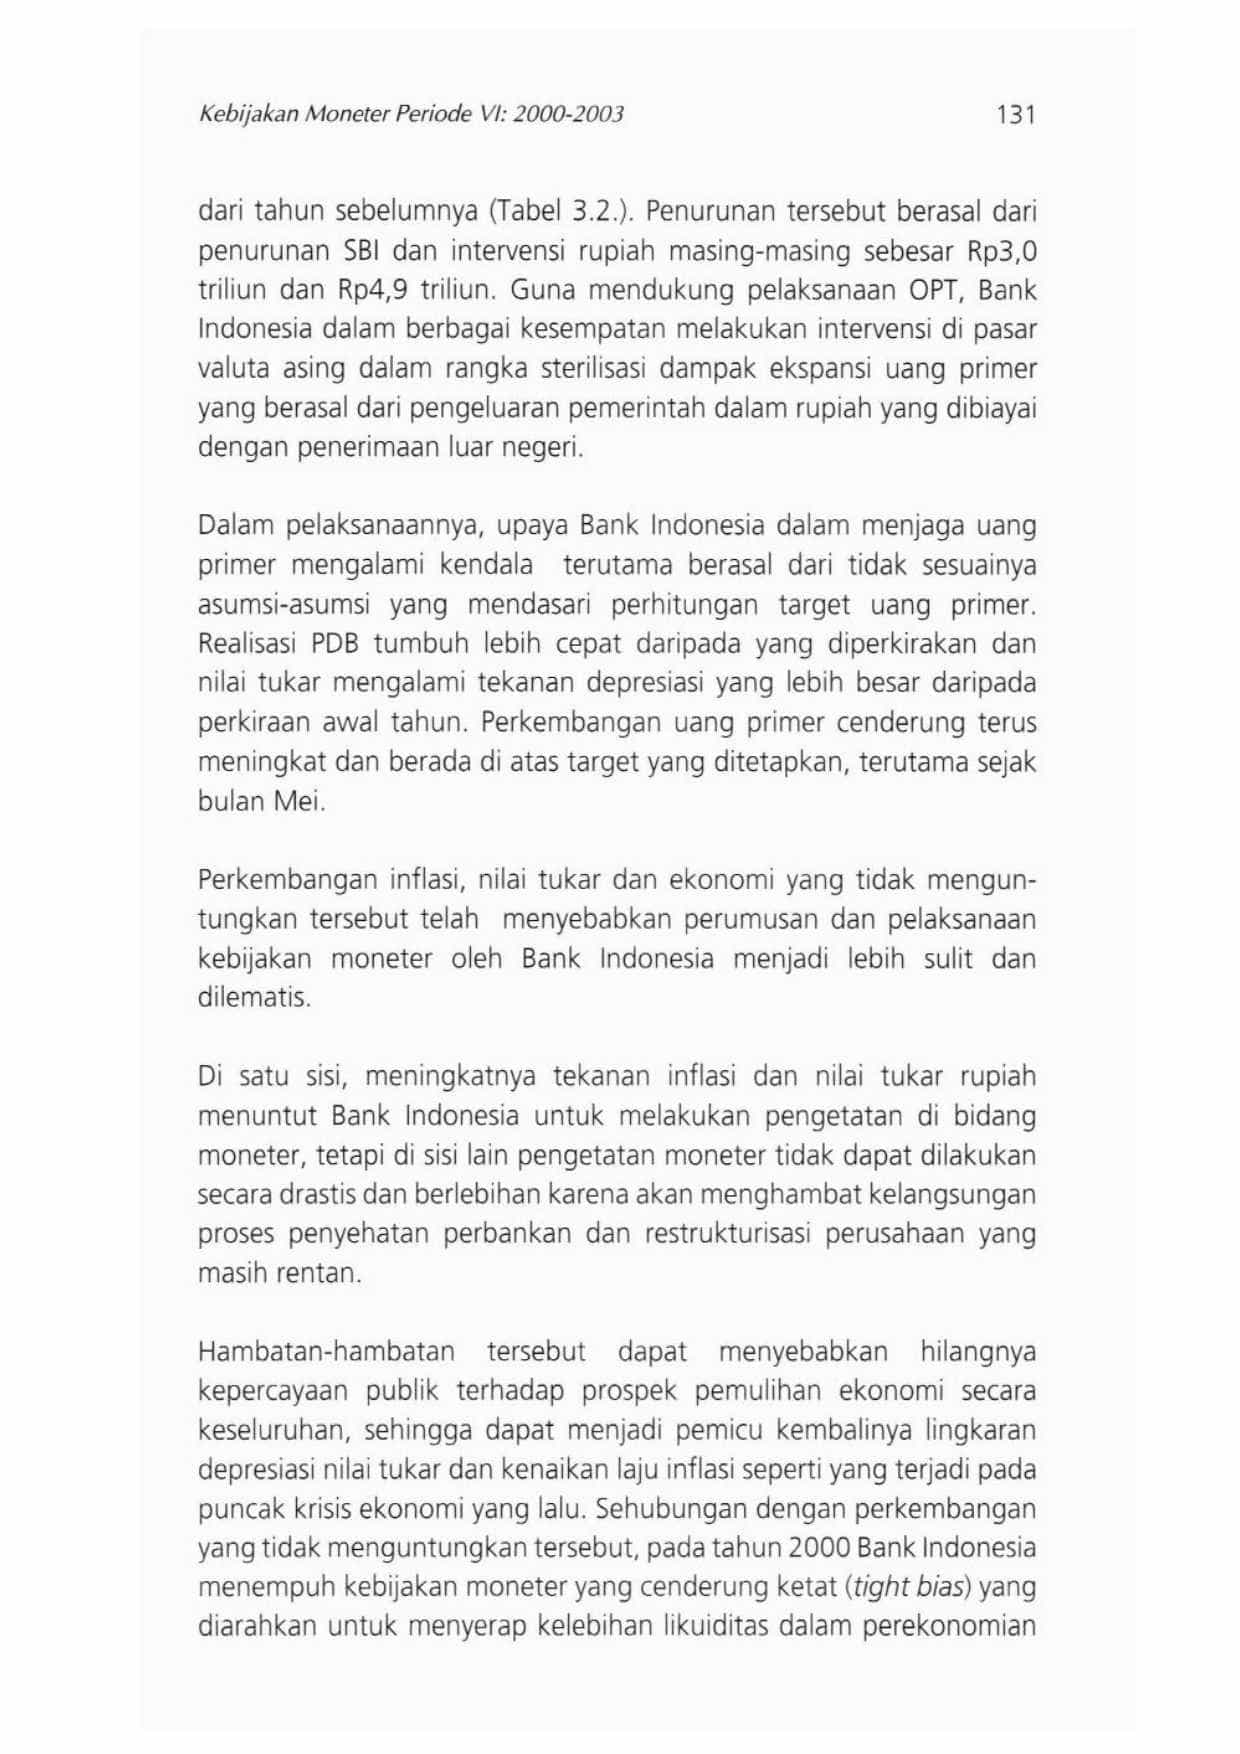 Kebijakan Moneter Periode VI: 2000-2003 131
dari tahun sebelumnya (Tabel 3.2.). Penurunan tersebut berasal dari
penurunan SBI dan intervensi rupiah masing-masing sebesar Rp3,0
triliun dan Rp4,9 triliun. Guna mendukung pelaksanaan OPT, Bank
Indonesia dalam berbagai kesempatan melakukan intervensi di pasar
valuta asing dalam rangka sterilisasi dampak ekspansi uang primer
yang berasal dari pengeluaran pemerintah dalam rupiah yang dibiayai
dengan penerimaan luar negeri.
Dalam pelaksanaannya, upaya Bank Indonesia dalam menjaga uang
primer mengalami kendala terutama berasal dari tidak sesuainya
asumsi-asumsi yang mendasari perhitungan target uang primer.
Realisasi PDB tumbuh lebih cepat daripada yang diperkirakan dan
nilai tukar mengalami tekanan depresiasi yang lebih besar daripada
perkiraan awal tahun. Perkembangan uang primer cenderung terus
meningkat dan berada di atas target yang ditetapkan, terutama sejak
bulan Mei.
Perkembangan inflasi, nilai tukar dan ekonomi yang tidak mengun-
tungkan tersebut telah menyebabkan perumusan dan pelaksanaan
kebijakan moneter oleh Bank Indonesia menjadi lebih sulit dan
dilematis.
Di satu sisi, meningkatnya tekanan inflasi dan nilai tukar rupiah
menuntut Bank Indonesia untuk melakukan pengetatan di bidang
moneter, tetapi di sisi lain pengetatan moneter tidak dapat dilakukan
secara drastis dan berlebihan karena akan menghambat kelangsungan
proses penyehatan perbankan dan restrukturisasi perusahaan yang
masih rentan.
Hambatan-hambatan tersebut dapat menyebabkan hilangnya
kepercayaan publik terhadap prospek pemulihan ekonomi secara
keseluruhan, sehingga dapat menjadi pemicu kembalinya lingkaran
depresiasi nilai tukar dan kenaikan laju inflasi seperti yang terjadi pada
puncak krisis ekonomi yang lalu. Sehubungan dengan perkembangan
yang tidak menguntungkan tersebut, pada tahun 2000 Bank Indonesia
menempuh kebijakan moneter yang cenderung ketat (tight bias) yang
diarahkan untuk menyerap kelebihan likuiditas dalam perekonomian